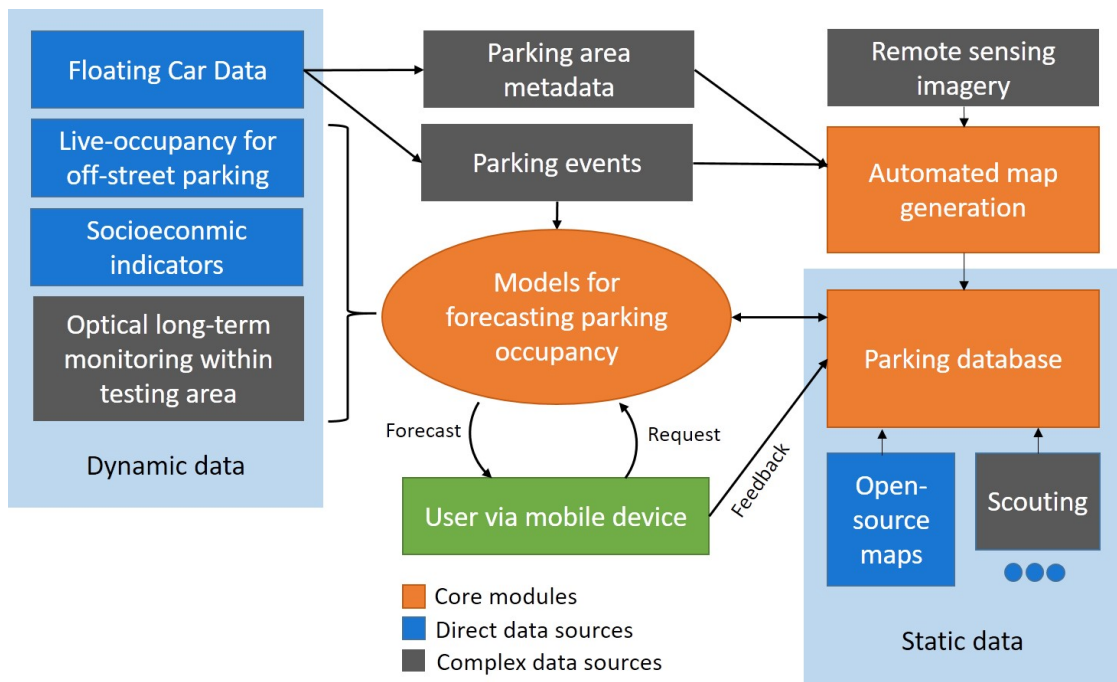 Floating Car Data
Live-occupancy for
off-street parking
Socioeconmic
indicators
Optical long-term
monitoring within
testing area
Dynamic data
Parking area
metadata
Parking events
Models for
forecasting parking
occupancy
Forecast
Request
User via mobile device
Feedback
Remote sensing
imagery
Automated map
generation
Parking database
Open-
source
maps
Scouting
Static data
Core modules
Direct data sources
Complex data sources